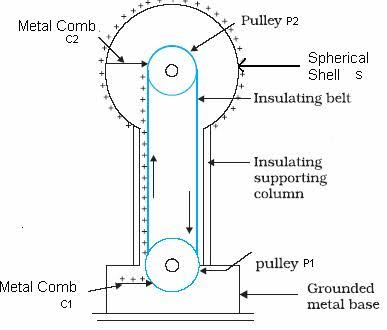 Metal Comb
C2
Pulley P2
Spherical
Shell S
Insulating belt
Insulating
supporting
column
pulley P1
Metal Comb
C1
Grounded
metal base